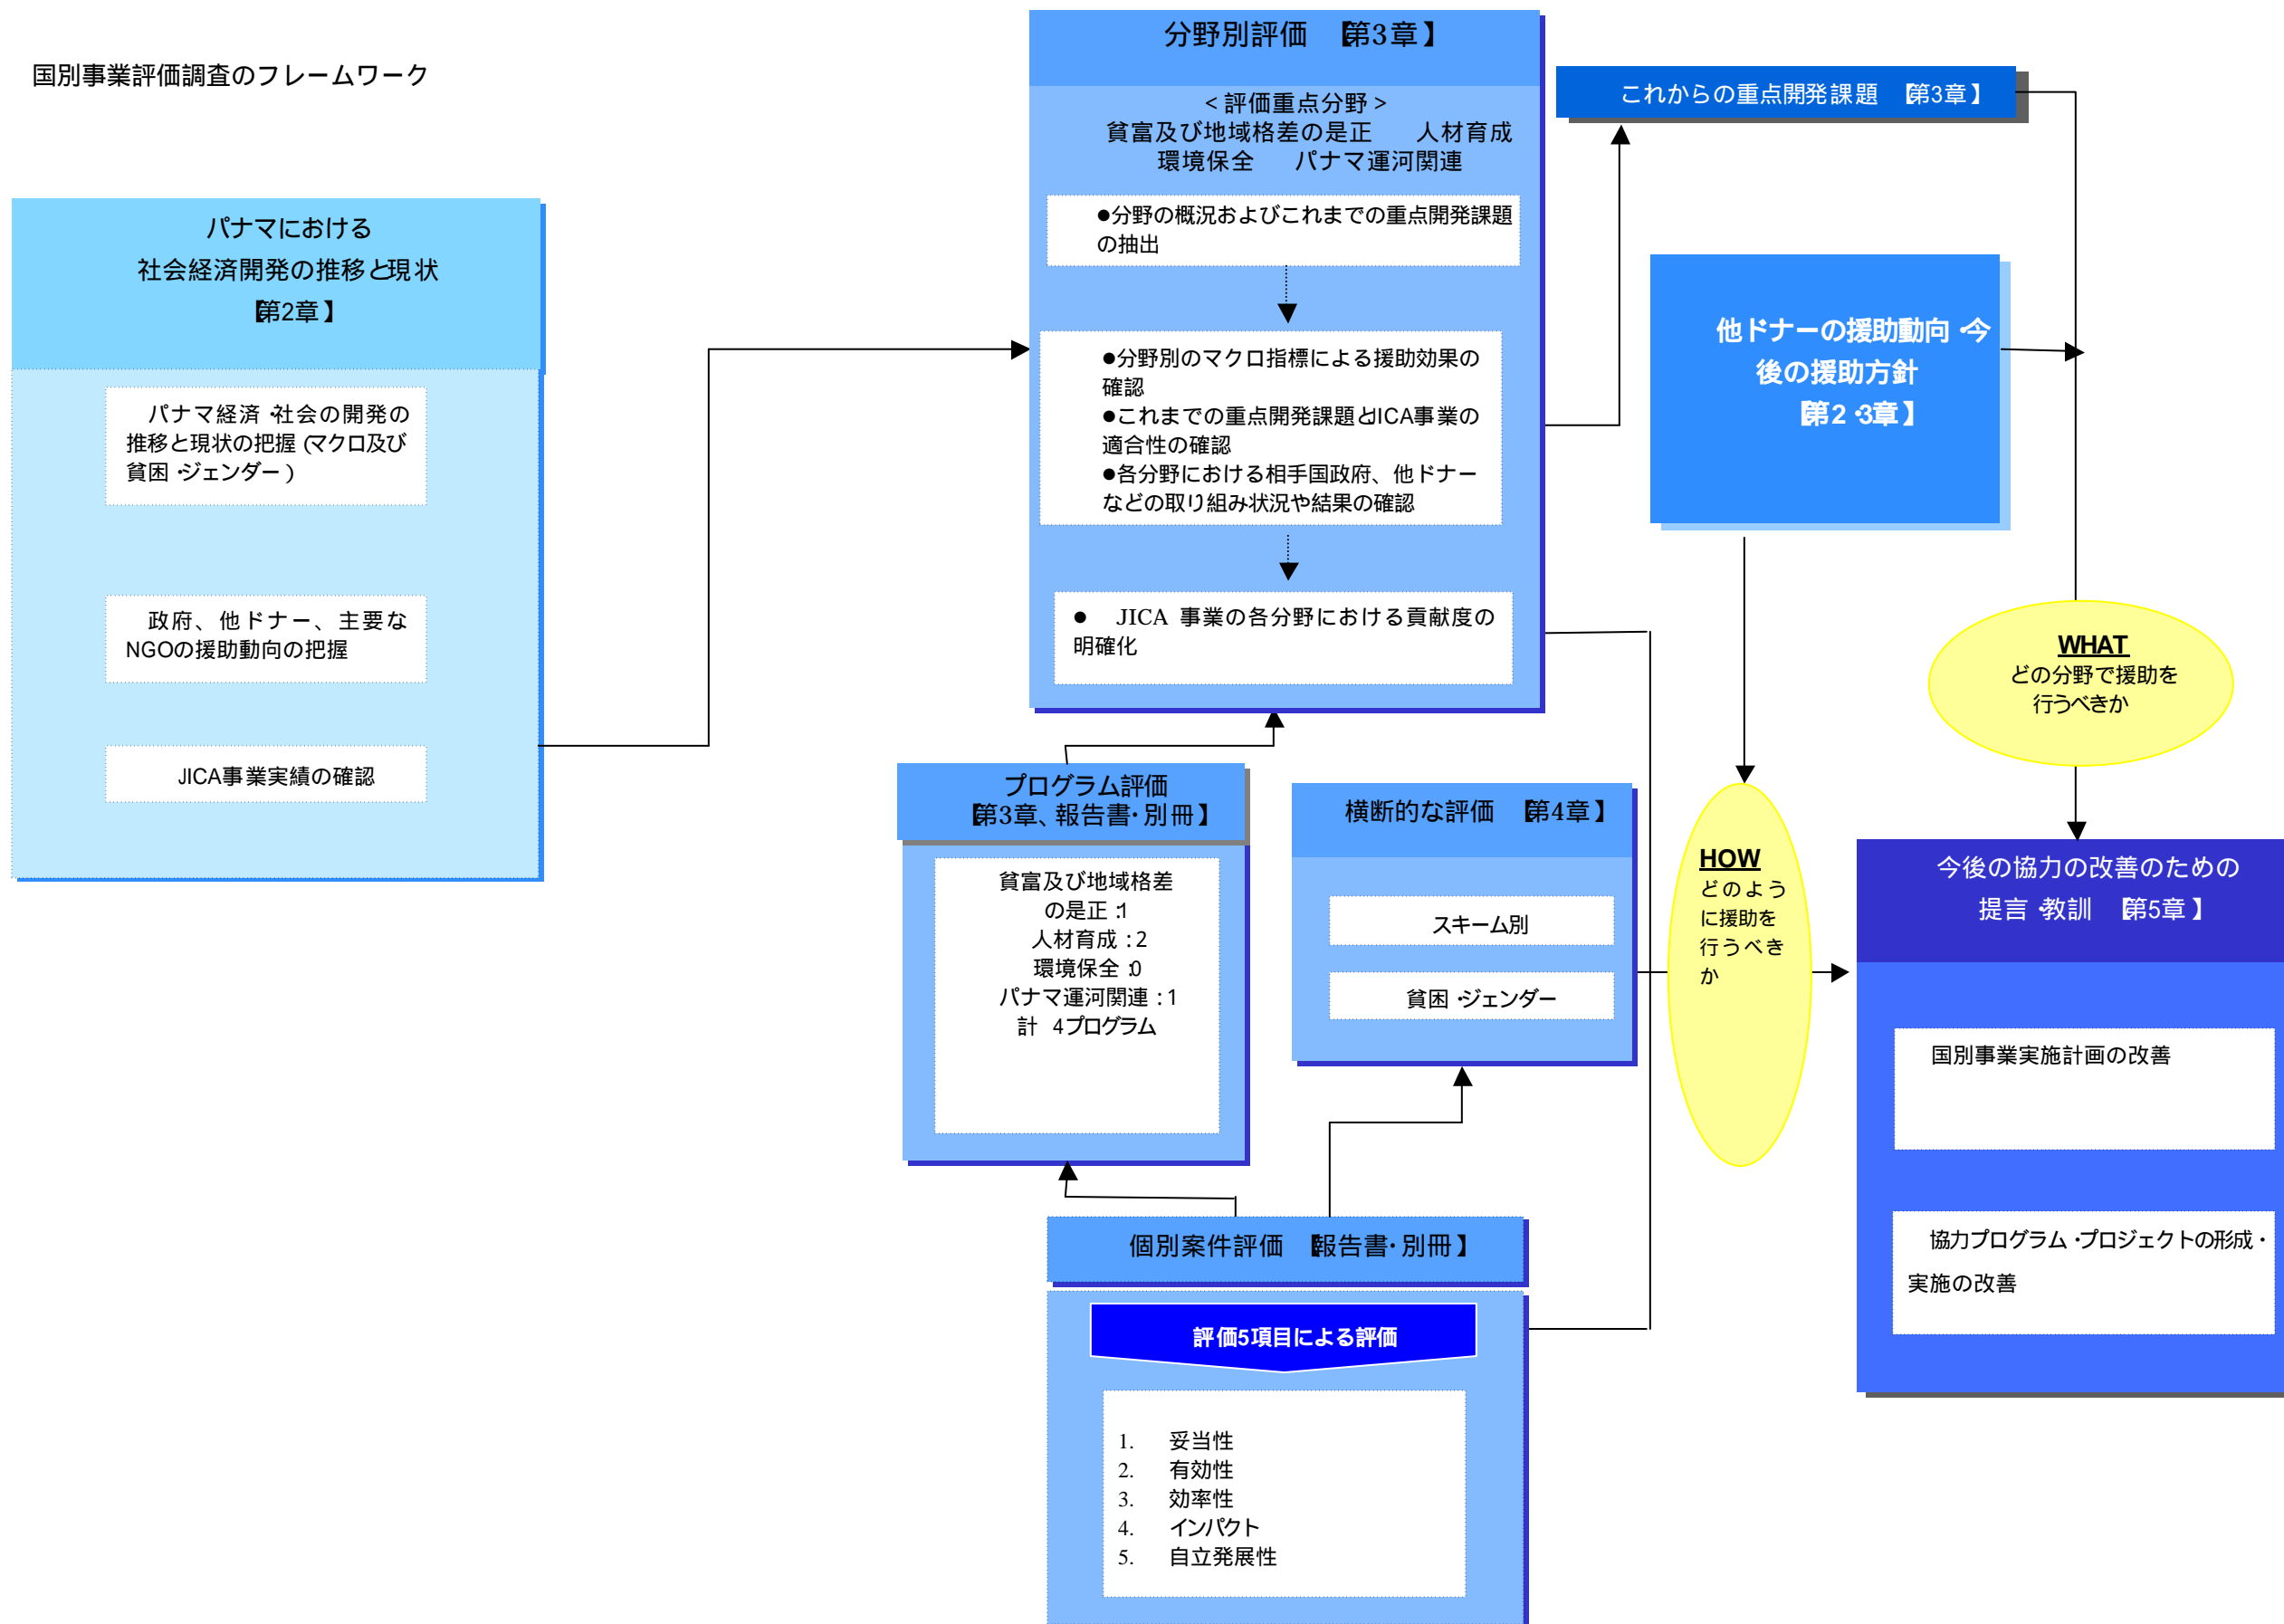 国別事業評価調査のフレームワーク
パナマにおける
社会経済開発の推移と現状
【第2章】
パナマ経済・社会の開発の
推移と現状の把握（マクロ及び
貧困・ジェンダー）
政府、他ドナー、主要な
NGOの援助動向の把握
JICA事業実績の確認
分野別評価 【第3章】
＜評価重点分野＞
貧富及び地域格差の是正 人材育成
環境保全 パナマ運河関連
●分野の概況およびこれまでの重点開発課題
の抽出
●分野別のマクロ指標による援助効果の
確認
●これまでの重点開発課題とJICA事業の
適合性の確認
●各分野における相手国政府、他ドナー
などの取り組み状況や結果の確認
● JICA 事業の各分野における貢献度の
明確化
プログラム評価
【第3章、報告書・別冊】
貧富及び地域格差
の是正：1
人材育成：2
環境保全：0
パナマ運河関連：1
計 4プログラム
横断的な評価 【第4章】
スキーム別
貧困・ジェンダー
個別案件評価 【報告書・別冊】
評価5項目による評価
1. 妥当性
2. 有効性
3. 効率性
4. インパクト
5. 自立発展性
これからの重点開発課題 【第3章】
他ドナーの援助動向・今
後の援助方針
【第2・3章】
WHAT
どの分野で援助を
行うべきか
HOW
どのよう
に援助を
行うべき
か
今後の協力の改善のための
提言・教訓 【第5章】
国別事業実施計画の改善
協力プログラム・プロジェクトの形成・
実施の改善